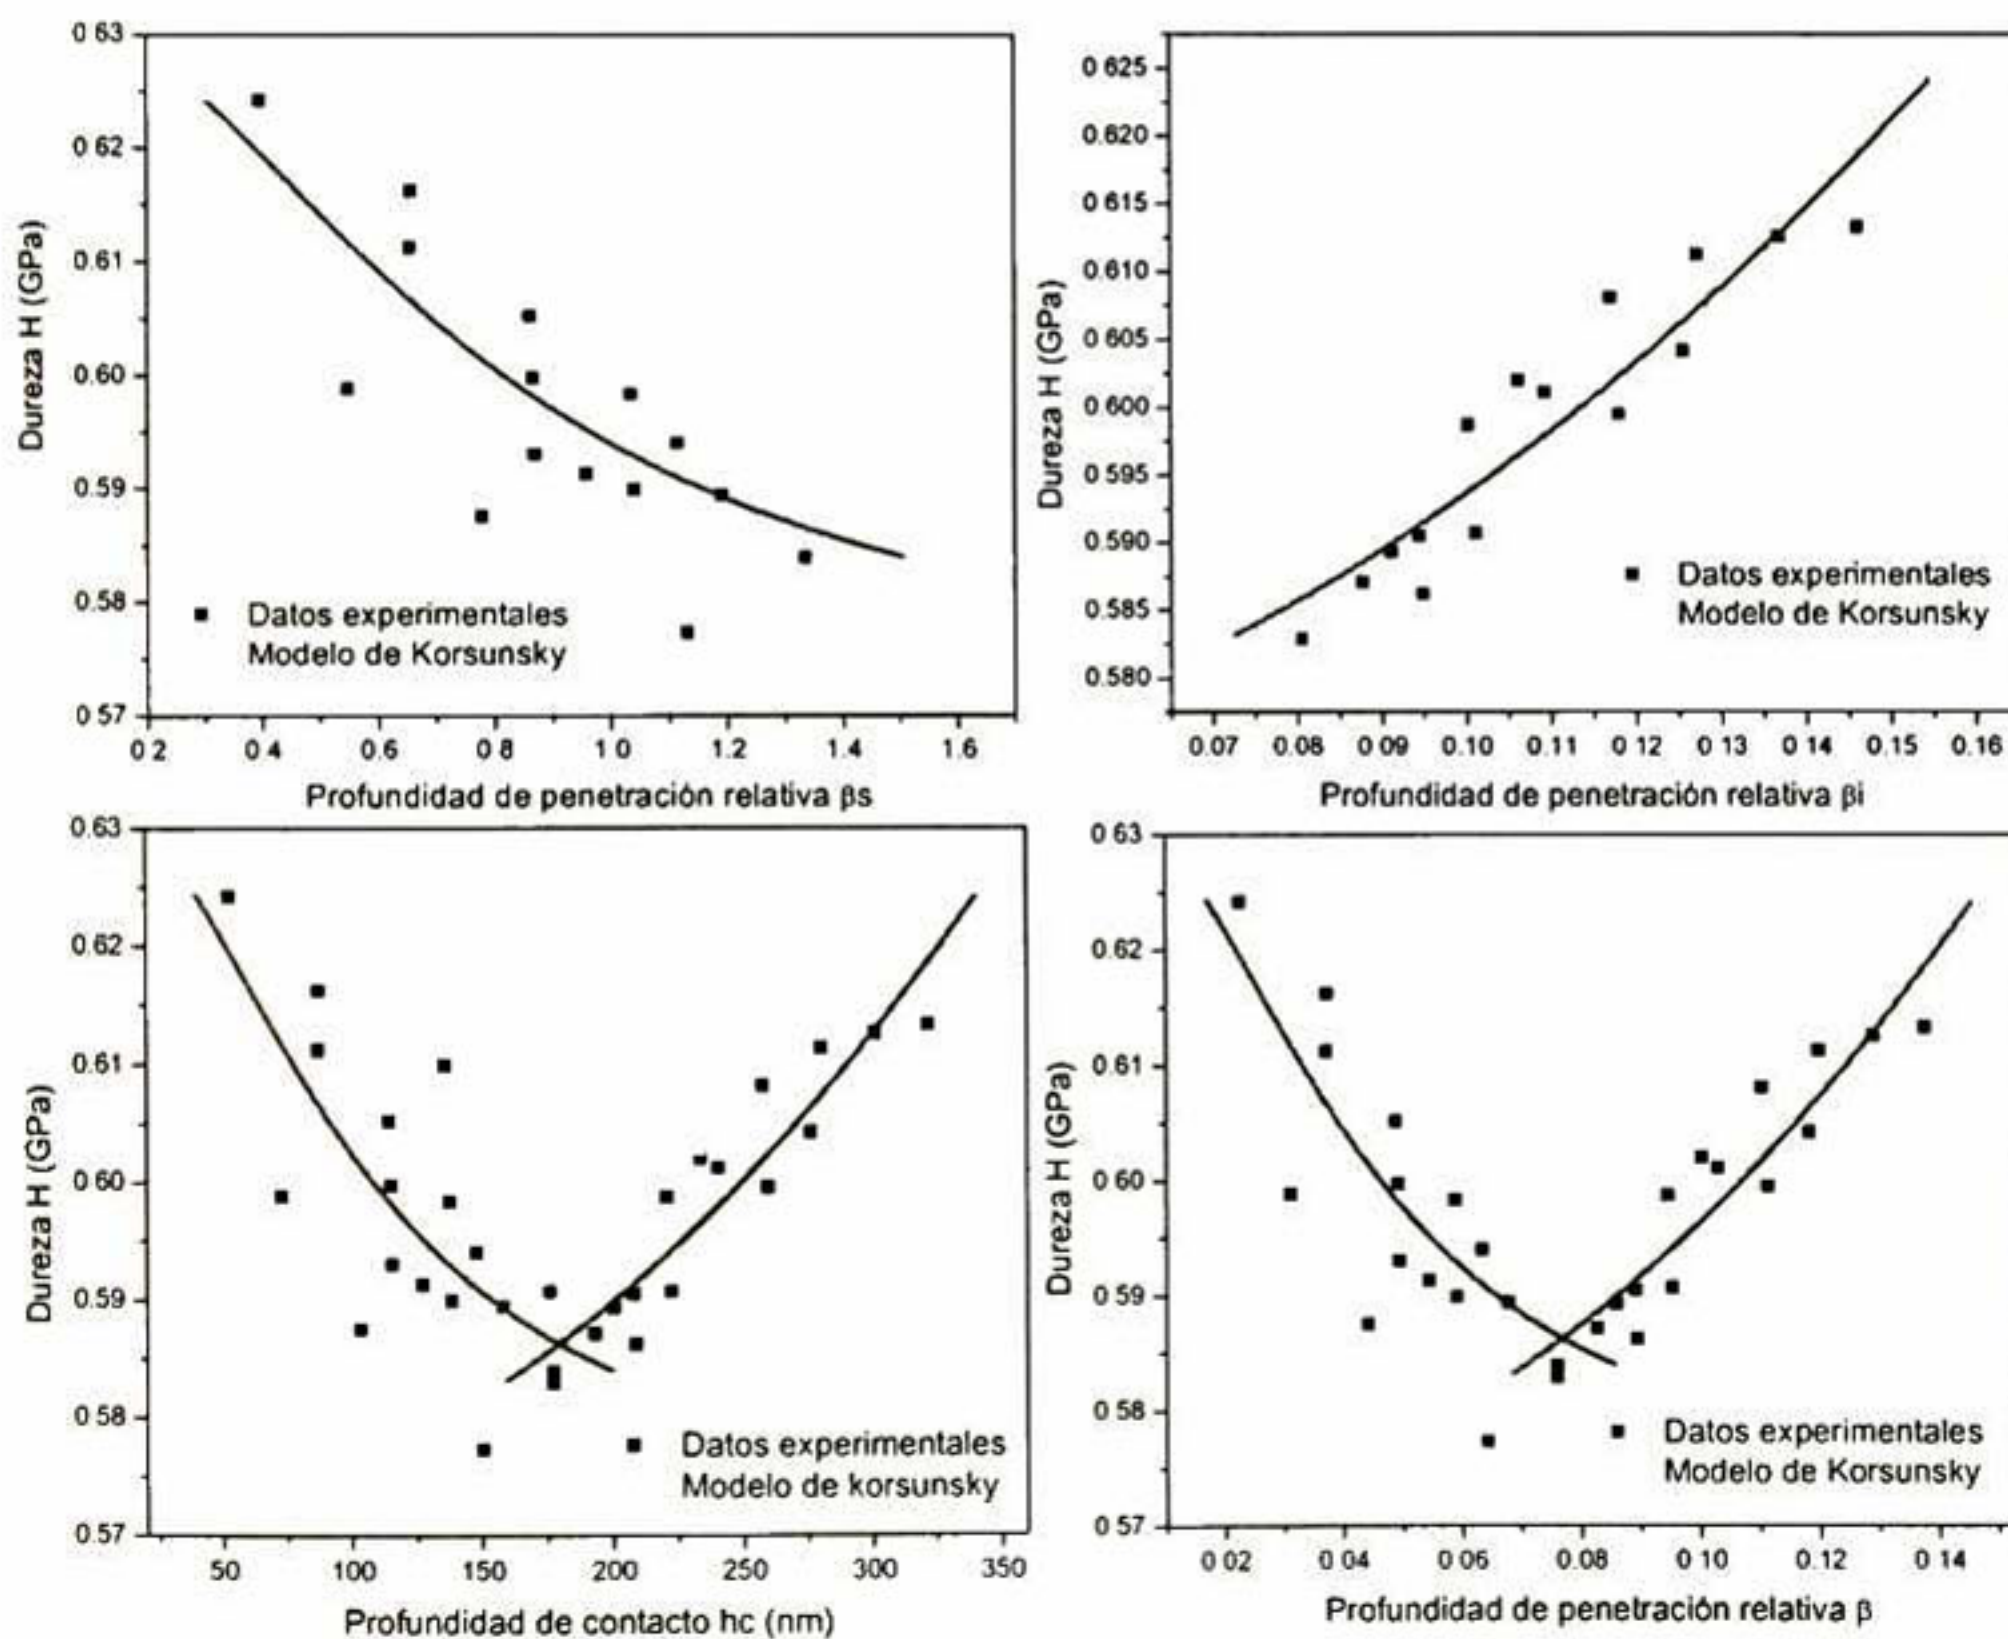 0 63
0 62
0.61
0.60
0.59
0.58
0 57
Dureza H (GPa)
Datos experimentales
Modelo de Korsunsky
0 2 0 4 0.6 0 8 1 0 1.2 1.4 1.6
Profundidad de penetración relativa βs
0 625
0.620
0 615
0.610
0.605
0 600
0.595
0.590
0.585
0.580
Dureza H (GPa)
Datos experimentales
Modelo de Korsunsky
0.07 0.08 0 09 0.10 0.11 0 12 0 13 0 14 0.15 0.16
Profundidad de penetración relativa βi
0.63
0.62
0.61
0 60
0.59
0 58
0.57
Dureza H (GPa)
Datos experimentales
Modelo de korsunsky
50 100 150 200 250 300 350
Profundidad de contacto hc (nm)
0 63
0.62
0.61
0 60
0 59
0 58
0 57
Dureza H (GPa)
Datos experimentales
Modelo de Korsunsky
0 02 0 04 0 06 0.08 0 10 0.12 0 14
Profundidad de penetración relativa β